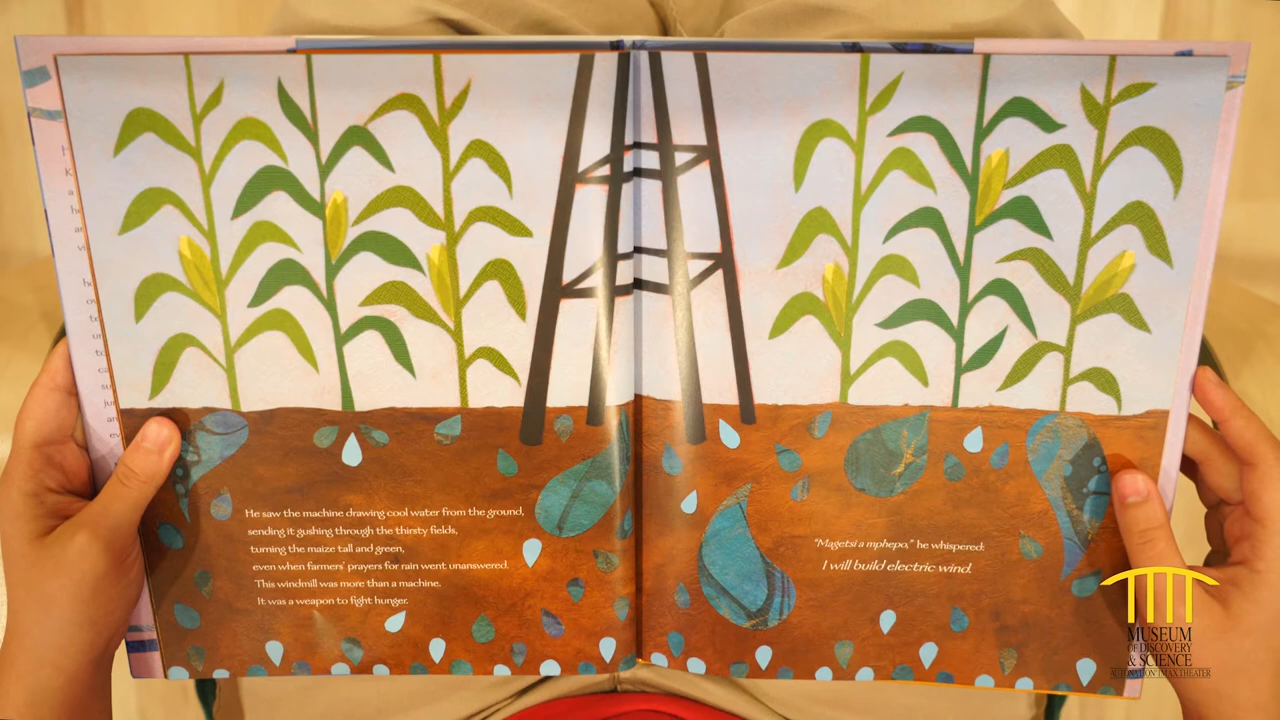 He saw the machine drawing cool water from the ground,
sending it gushing through the thirsty fields,
turning the maize tall and green,
even when farmers' prayers for rain went unanswered.
This windmill was more than a machine.
It was a weapon to fight hunger.
"Magetsi a mphepo," he whispered:
I will build electric wind.
MUSEUM
OF DISCOVERY
& SCIENCE
AUTONATION IMAX THEATER